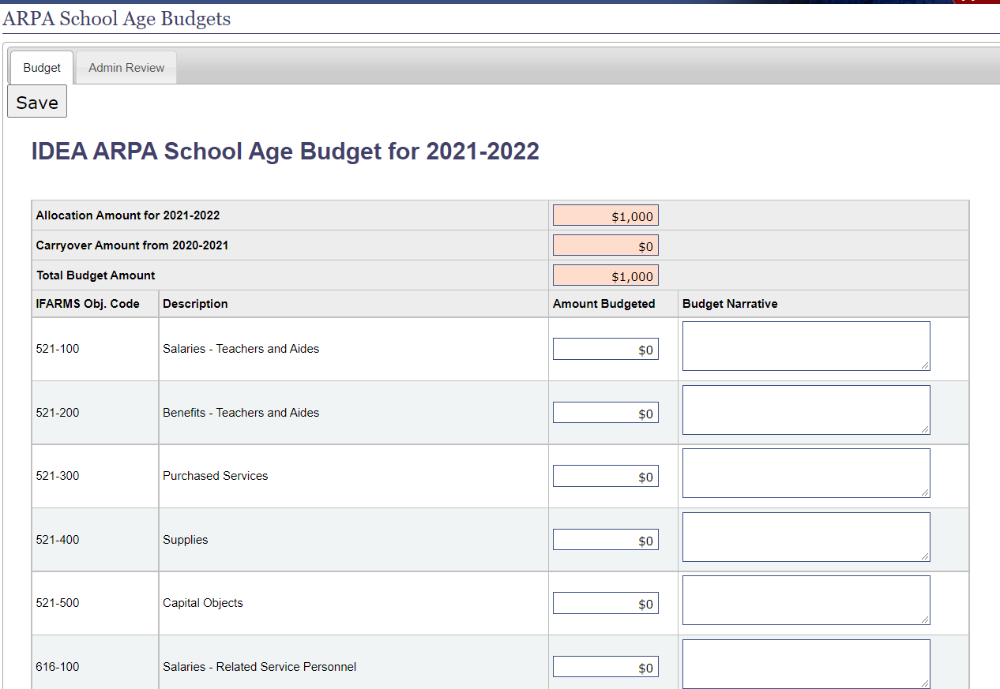 ARPA School Age Budgets
Budget Admin Review
Save
IDEA ARPA School Age Budget for 2021-2022
Allocation Amount for 2021-2022 $1,000
Carryover Amount from 2020-2021 $0
Total Budget Amount $1,000
IFARMS Obj. Code Description Amount Budgeted Budget Narrative
521-100 Salaries - Teachers and Aides $0
521-200 Benefits - Teachers and Aides $0
521-300 Purchased Services $0
521-400 Supplies $0
521-500 Capital Objects $0
616-100 Salaries - Related Service Personnel $0